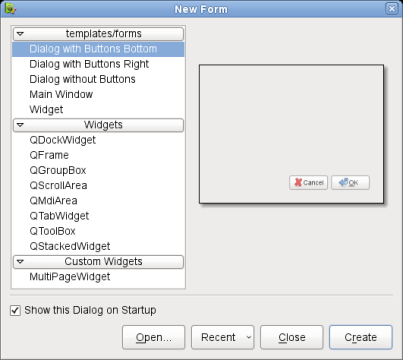 New Form
templates/forms
Dialog with Buttons Bottom
Dialog with Buttons Right
Dialog without Buttons
Main Window
Widget
Widgets
QDockWidget
QFrame
QGroupBox
QScrollArea
QMdiArea
QTabWidget
QToolBox
QStackedWidget
Custom Widgets
MultiPageWidget
Cancel OK
Show this Dialog on Startup
Open... Recent Close Create